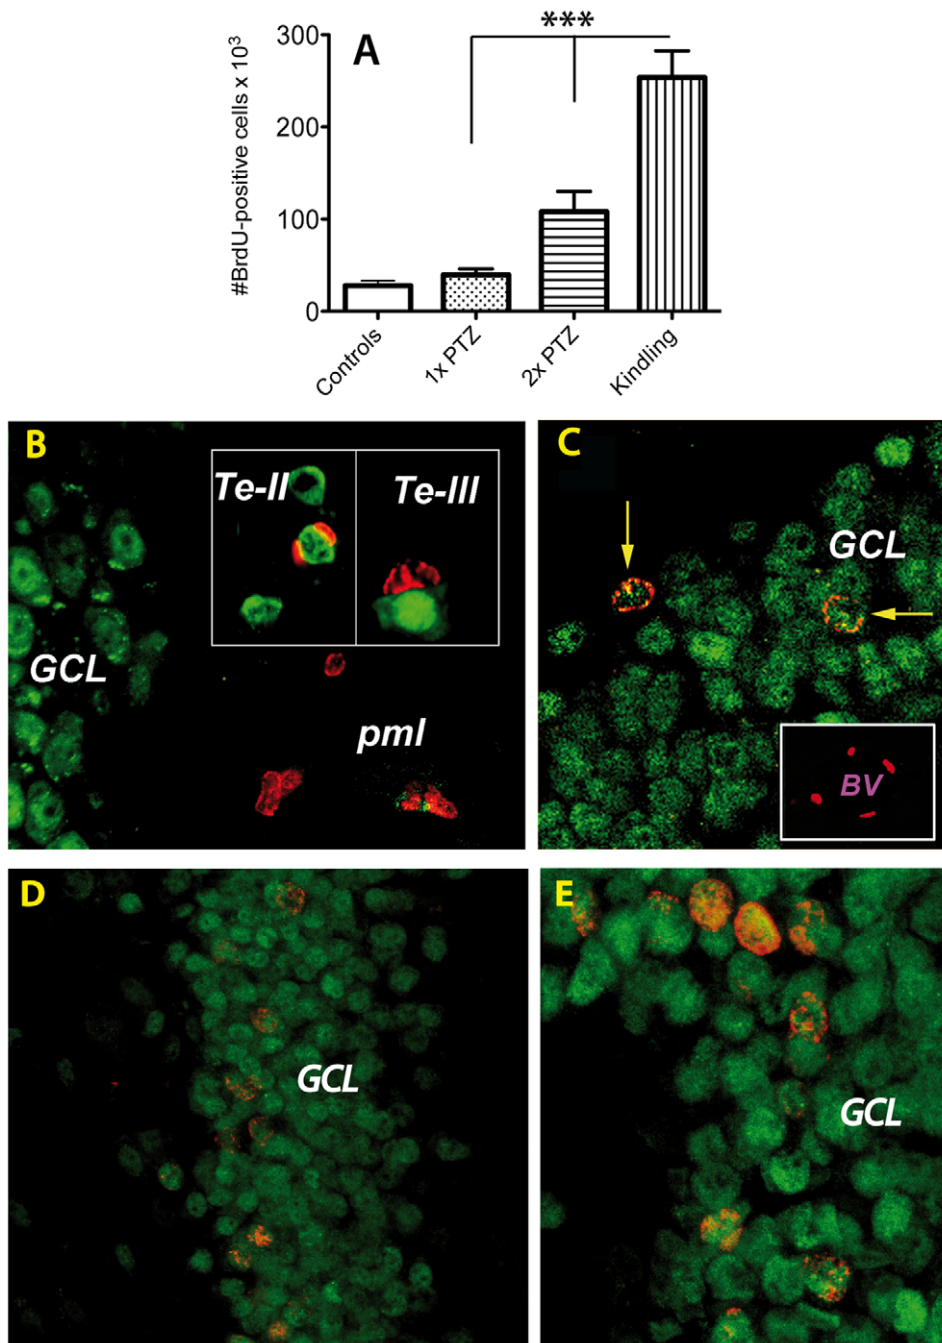 A
***
#BrdU-positive cells x 10³
300
200
100
0
Controls
1x PTZ
2x PTZ
Kindling
B
Te-II
Te-III
GCL
pml
C
GCL
BV
D
GCL
E
GCL